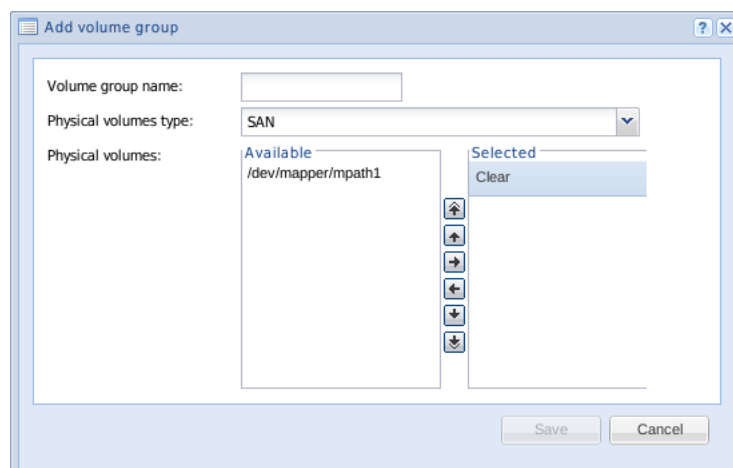 Add volume group
?
Volume group name:
Physical volumes type:
SAN
Physical volumes:
Available
/dev/mapper/mpath1
Selected
Clear
Save
Cancel